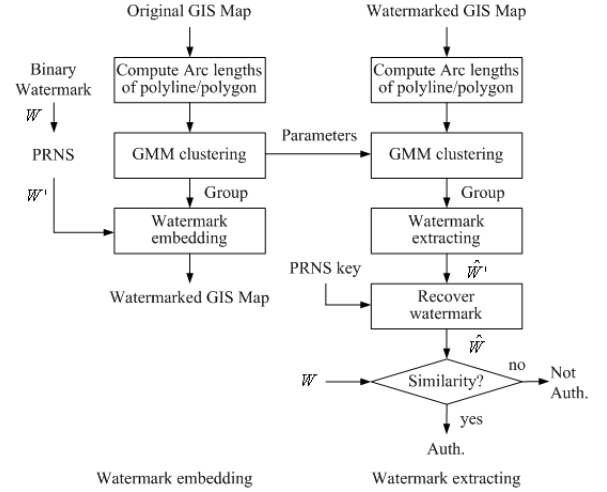 Original GIS Map
Compute Arc lengths
of polyline/polygon
Binary
Watermark
W
PRNS
W'
GMM clustering
Parameters
Group
Watermark
embedding
Watermarked GIS Map
Watermark embedding
Watermarked GIS Map
Compute Arc lengths
of polyline/polygon
GMM clustering
Group
Watermark
extracting
Ŵ'
PRNS key
Recover
watermark
Ŵ
W
Similarity?
no
Not
Auth.
yes
Auth.
Watermark extracting